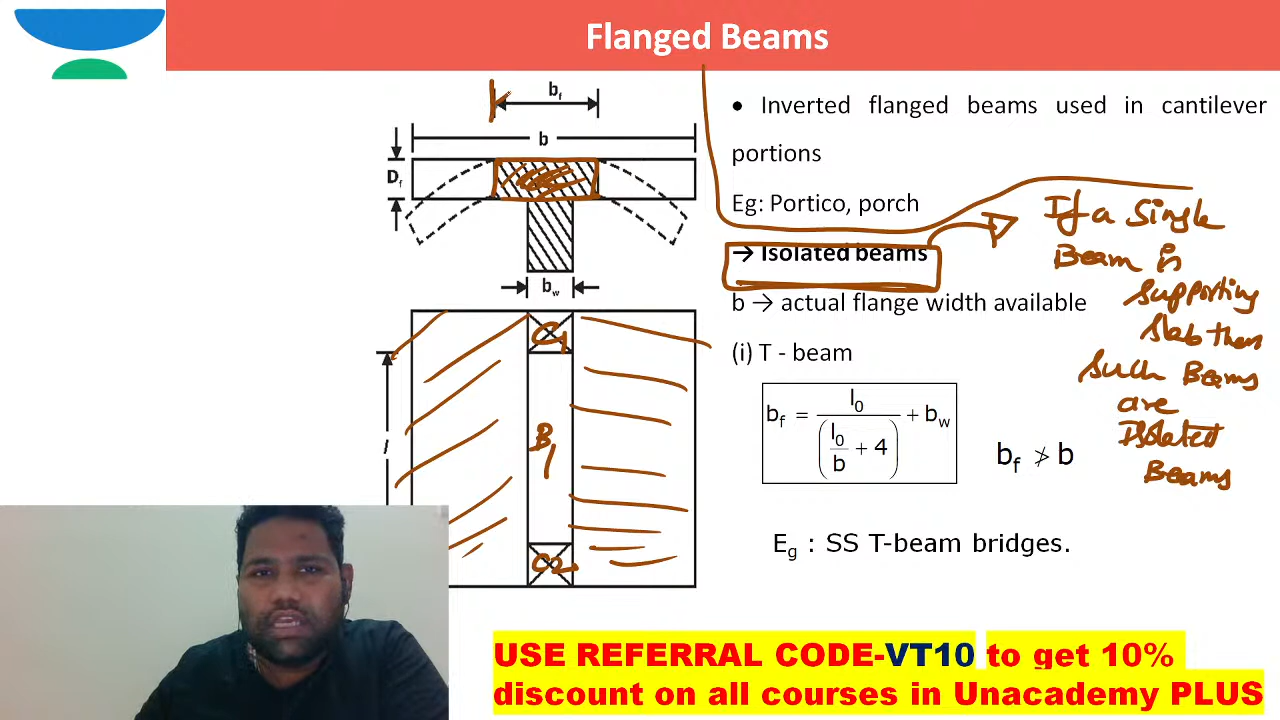 Flanged Beams
b_f
b
D_f
b_w
C1
B1
l
C2
• Inverted flanged beams used in cantilever
portions
Eg: Portico, porch
→ Isolated beams
b → actual flange width available
(i) T - beam
b_f = l_0 / (l_0/b + 4) + b_w
b_f ≯ b
E_g : SS T-beam bridges.
If a Single
Beam is
supporting
slab then
Such Beams
are
Isolated
Beams
USE REFERRAL CODE-VT10 to get 10%
discount on all courses in Unacademy PLUS